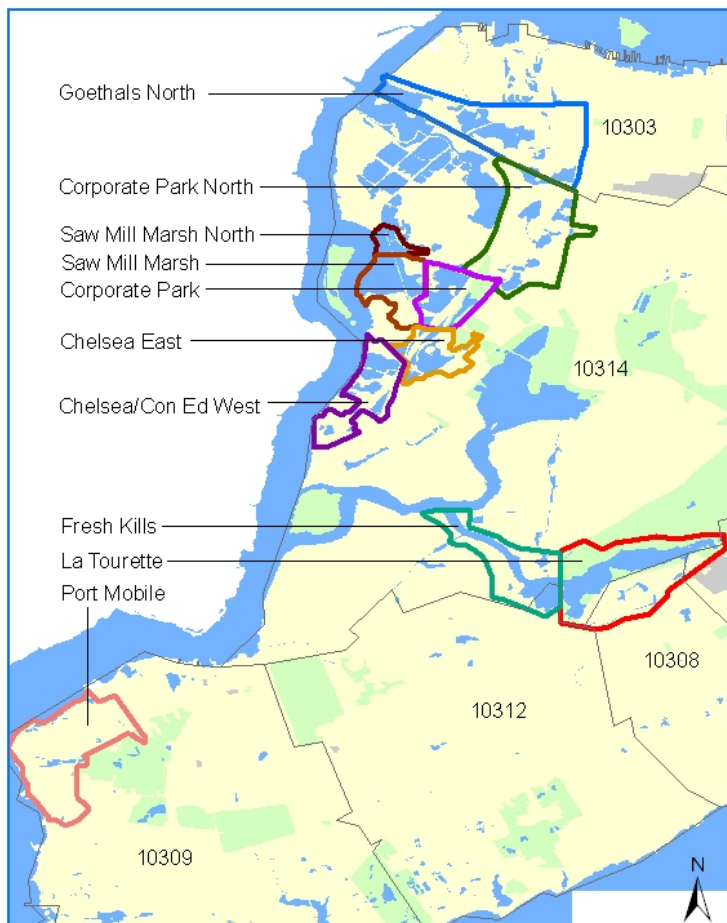 Goethals North
10303
Corporate Park North
Saw Mill Marsh North
Saw Mill Marsh
Corporate Park
Chelsea East
10314
Chelsea/Con Ed West
Fresh Kills
La Tourette
Port Mobile
10308
10312
10309
N